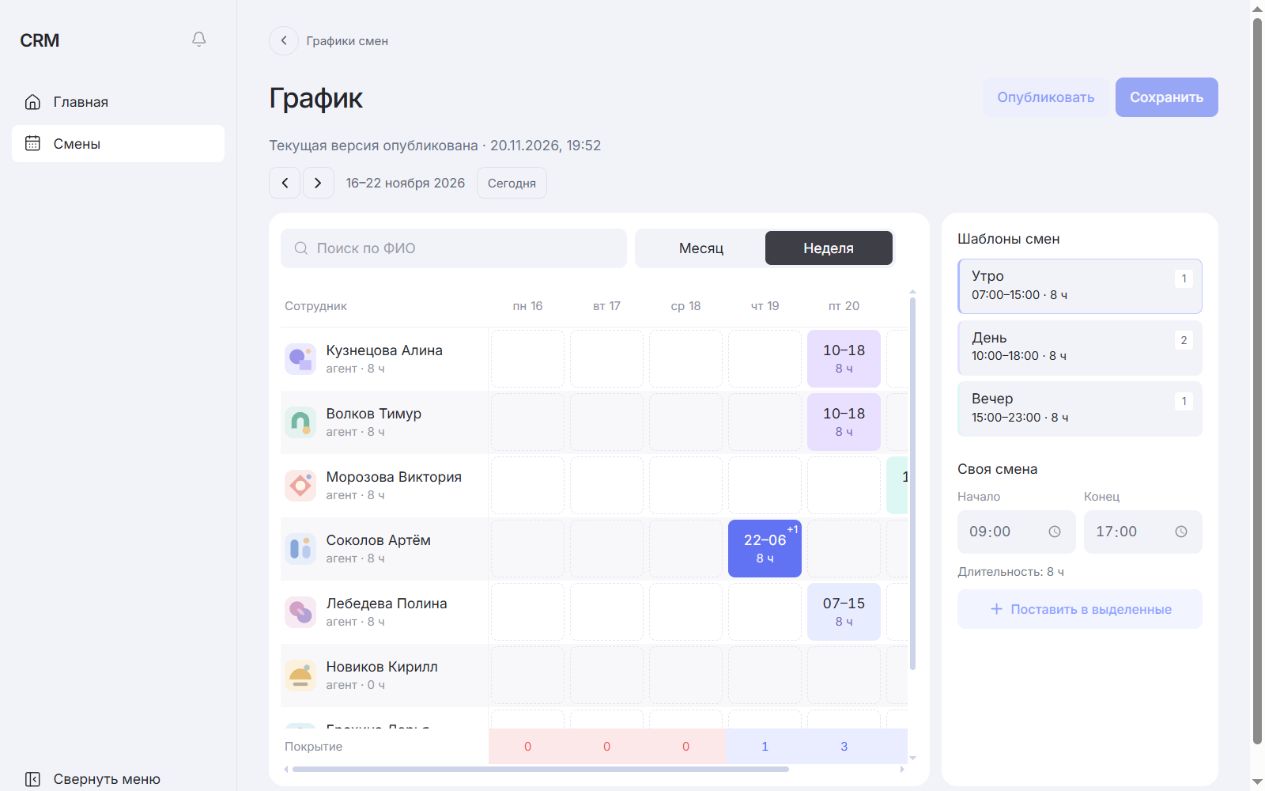 CRM
Главная
Смены
Свернуть меню
Графики смен
График
Опубликовать
Сохранить
Текущая версия опубликована · 20.11.2026, 19:52
16–22 ноября 2026
Сегодня
Поиск по ФИО
Месяц
Неделя
Сотрудник
пн 16
вт 17
ср 18
чт 19
пт 20
Кузнецова Алина
агент · 8 ч
10–18
8 ч
Волков Тимур
агент · 8 ч
10–18
8 ч
Морозова Виктория
агент · 8 ч
Соколов Артём
агент · 8 ч
+1
22–06
8 ч
Лебедева Полина
агент · 8 ч
07–15
8 ч
Новиков Кирилл
агент · 0 ч
Покрытие
0
0
0
1
3
Шаблоны смен
Утро
1
07:00–15:00 · 8 ч
День
2
10:00–18:00 · 8 ч
Вечер
1
15:00–23:00 · 8 ч
Своя смена
Начало
Конец
09:00
17:00
Длительность: 8 ч
+ Поставить в выделенные